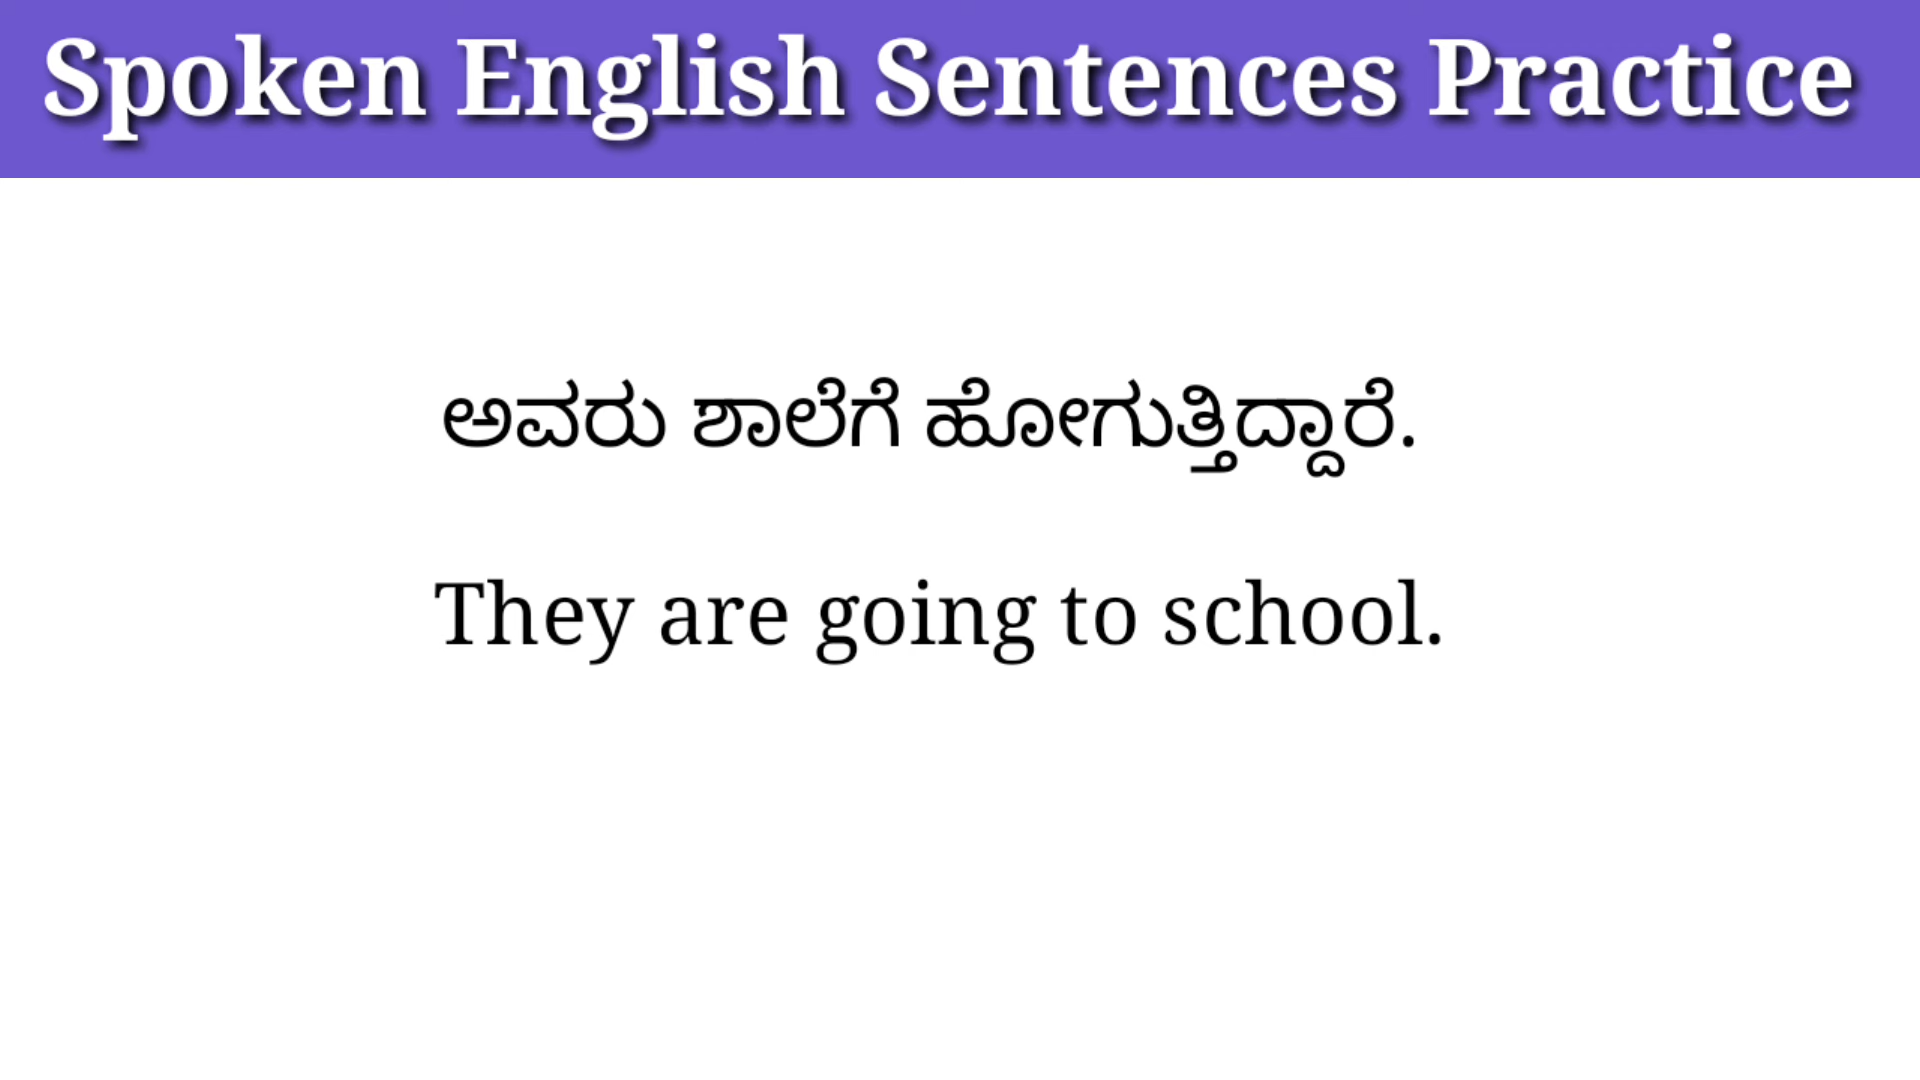 Spoken English Sentences Practice
ಅವರು ಶಾಲೆಗೆ ಹೋಗುತ್ತಿದ್ದಾರೆ.
They are going to school.